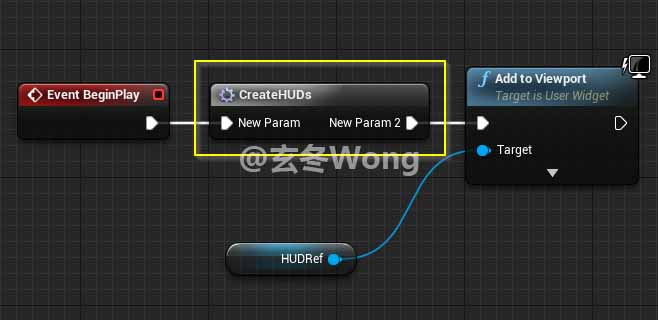 Event BeginPlay
CreateHUDs
New Param
New Param 2
Add to Viewport
Target is User Widget
Target
HUDRef
@玄冬Wong